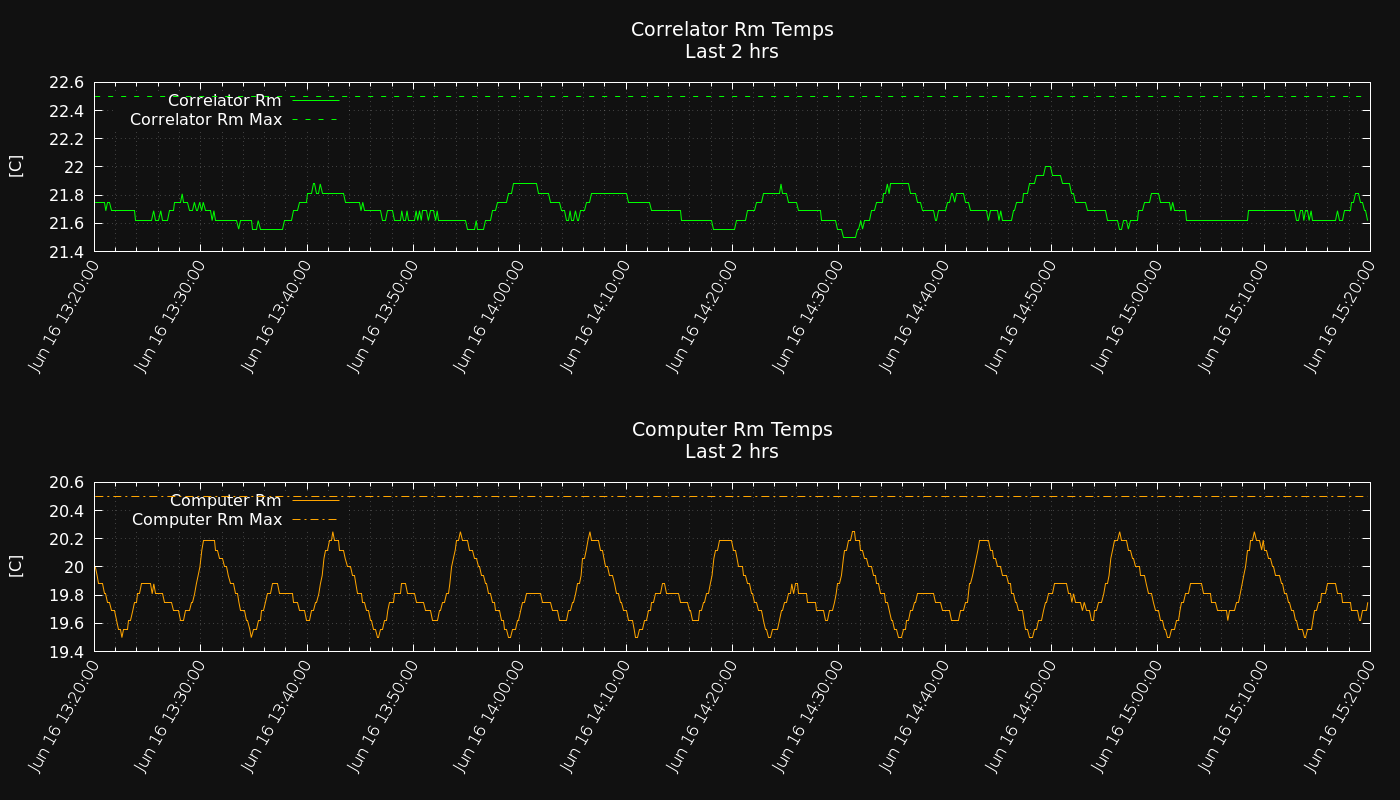 Correlator Rm Temps
Last 2 hrs
[C]
22.6
22.4
22.2
22
21.8
21.6
21.4
Correlator Rm
Correlator Rm Max
Jun 16 13:20:00
Jun 16 13:30:00
Jun 16 13:40:00
Jun 16 13:50:00
Jun 16 14:00:00
Jun 16 14:10:00
Jun 16 14:20:00
Jun 16 14:30:00
Jun 16 14:40:00
Jun 16 14:50:00
Jun 16 15:00:00
Jun 16 15:10:00
Jun 16 15:20:00
Computer Rm Temps
Last 2 hrs
[C]
20.6
20.4
20.2
20
19.8
19.6
19.4
Computer Rm
Computer Rm Max
Jun 16 13:20:00
Jun 16 13:30:00
Jun 16 13:40:00
Jun 16 13:50:00
Jun 16 14:00:00
Jun 16 14:10:00
Jun 16 14:20:00
Jun 16 14:30:00
Jun 16 14:40:00
Jun 16 14:50:00
Jun 16 15:00:00
Jun 16 15:10:00
Jun 16 15:20:00